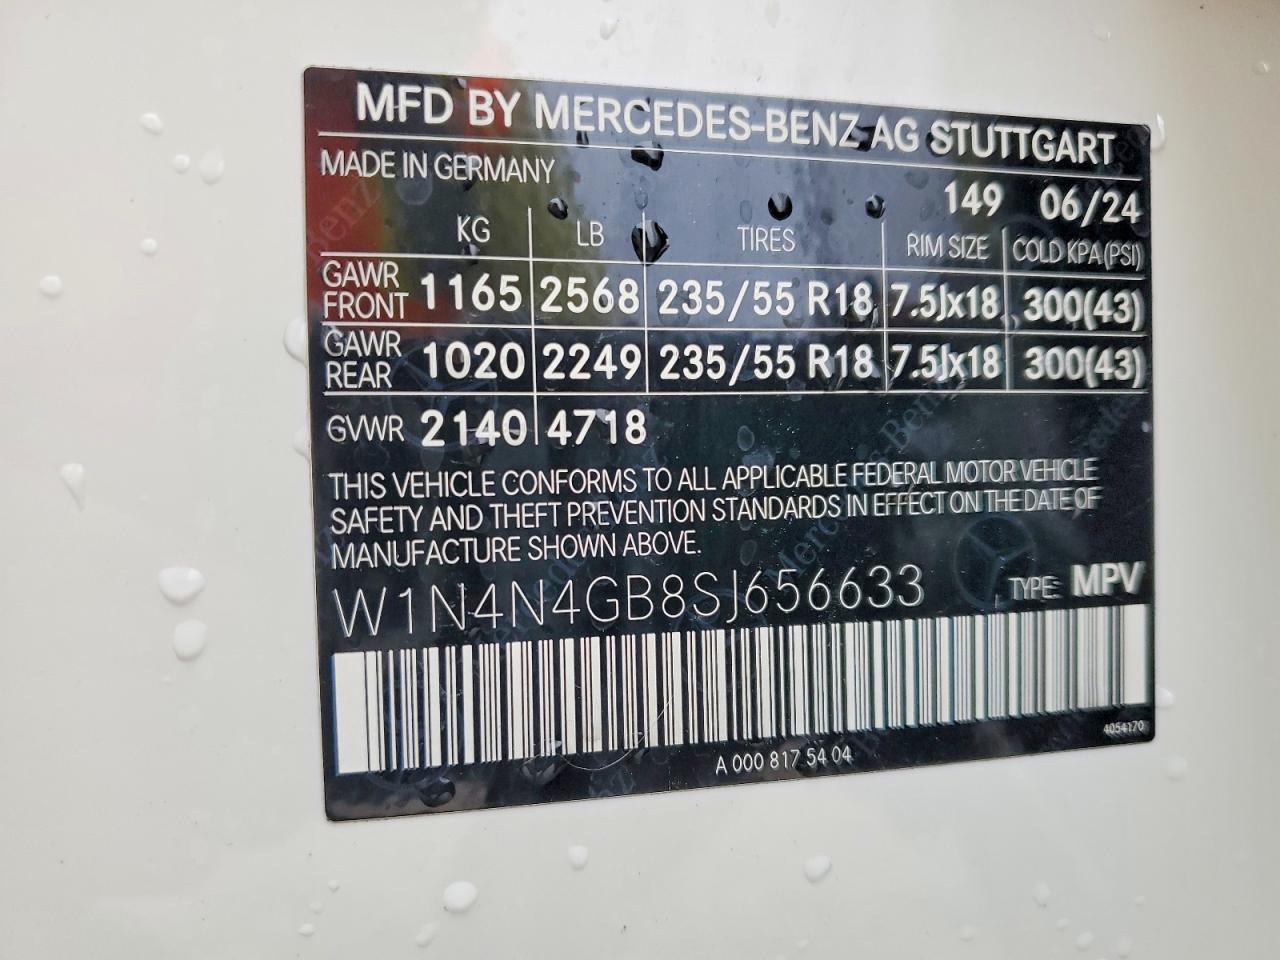 MFD BY MERCEDES-BENZ AG STUTTGART
MADE IN GERMANY
149 06/24
KG LB TIRES RIM SIZE COLD KPA(PSI)
GAWR FRONT 1165 2568 235/55 R18 7.5Jx18 300(43)
GAWR REAR 1020 2249 235/55 R18 7.5Jx18 300(43)
GVWR 2140 4718
THIS VEHICLE CONFORMS TO ALL APPLICABLE FEDERAL MOTOR VEHICLE
SAFETY AND THEFT PREVENTION STANDARDS IN EFFECT ON THE DATE OF
MANUFACTURE SHOWN ABOVE.
W1N4N4GB8SJ656633 TYPE: MPV
4054170
A 000 817 54 04